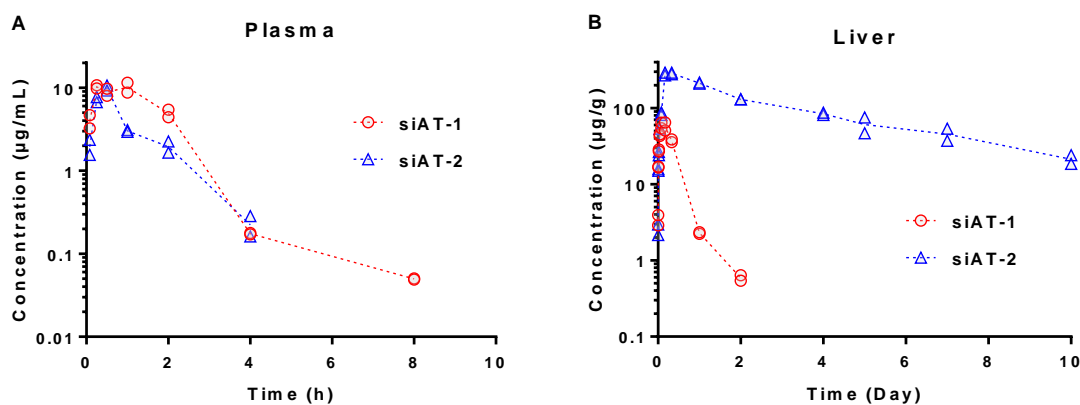 A
Plasma
Concentration (µg/mL)
10
1
0.1
0.01
0
2
4
6
8
10
Time (h)
siAT-1
siAT-2
B
Liver
Concentration (µg/g)
100
10
1
0.1
0
2
4
6
8
10
Time (Day)
siAT-1
siAT-2